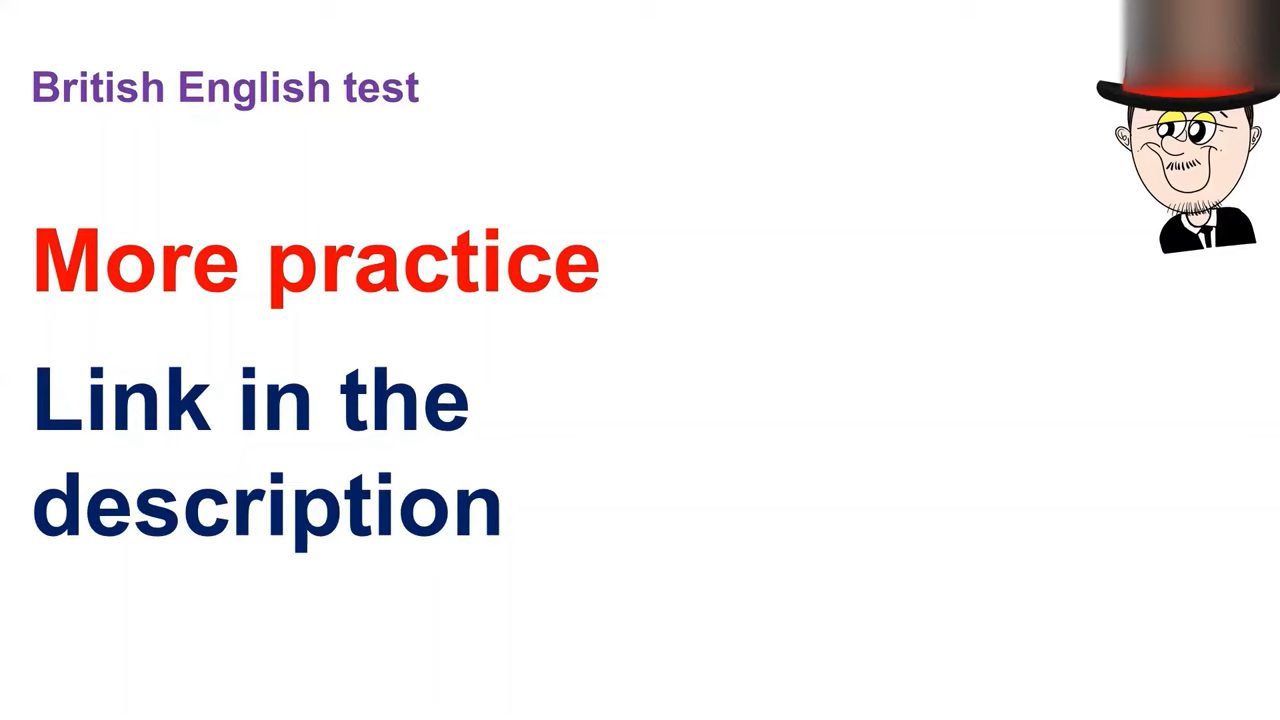 British English test
More practice
Link in the
description